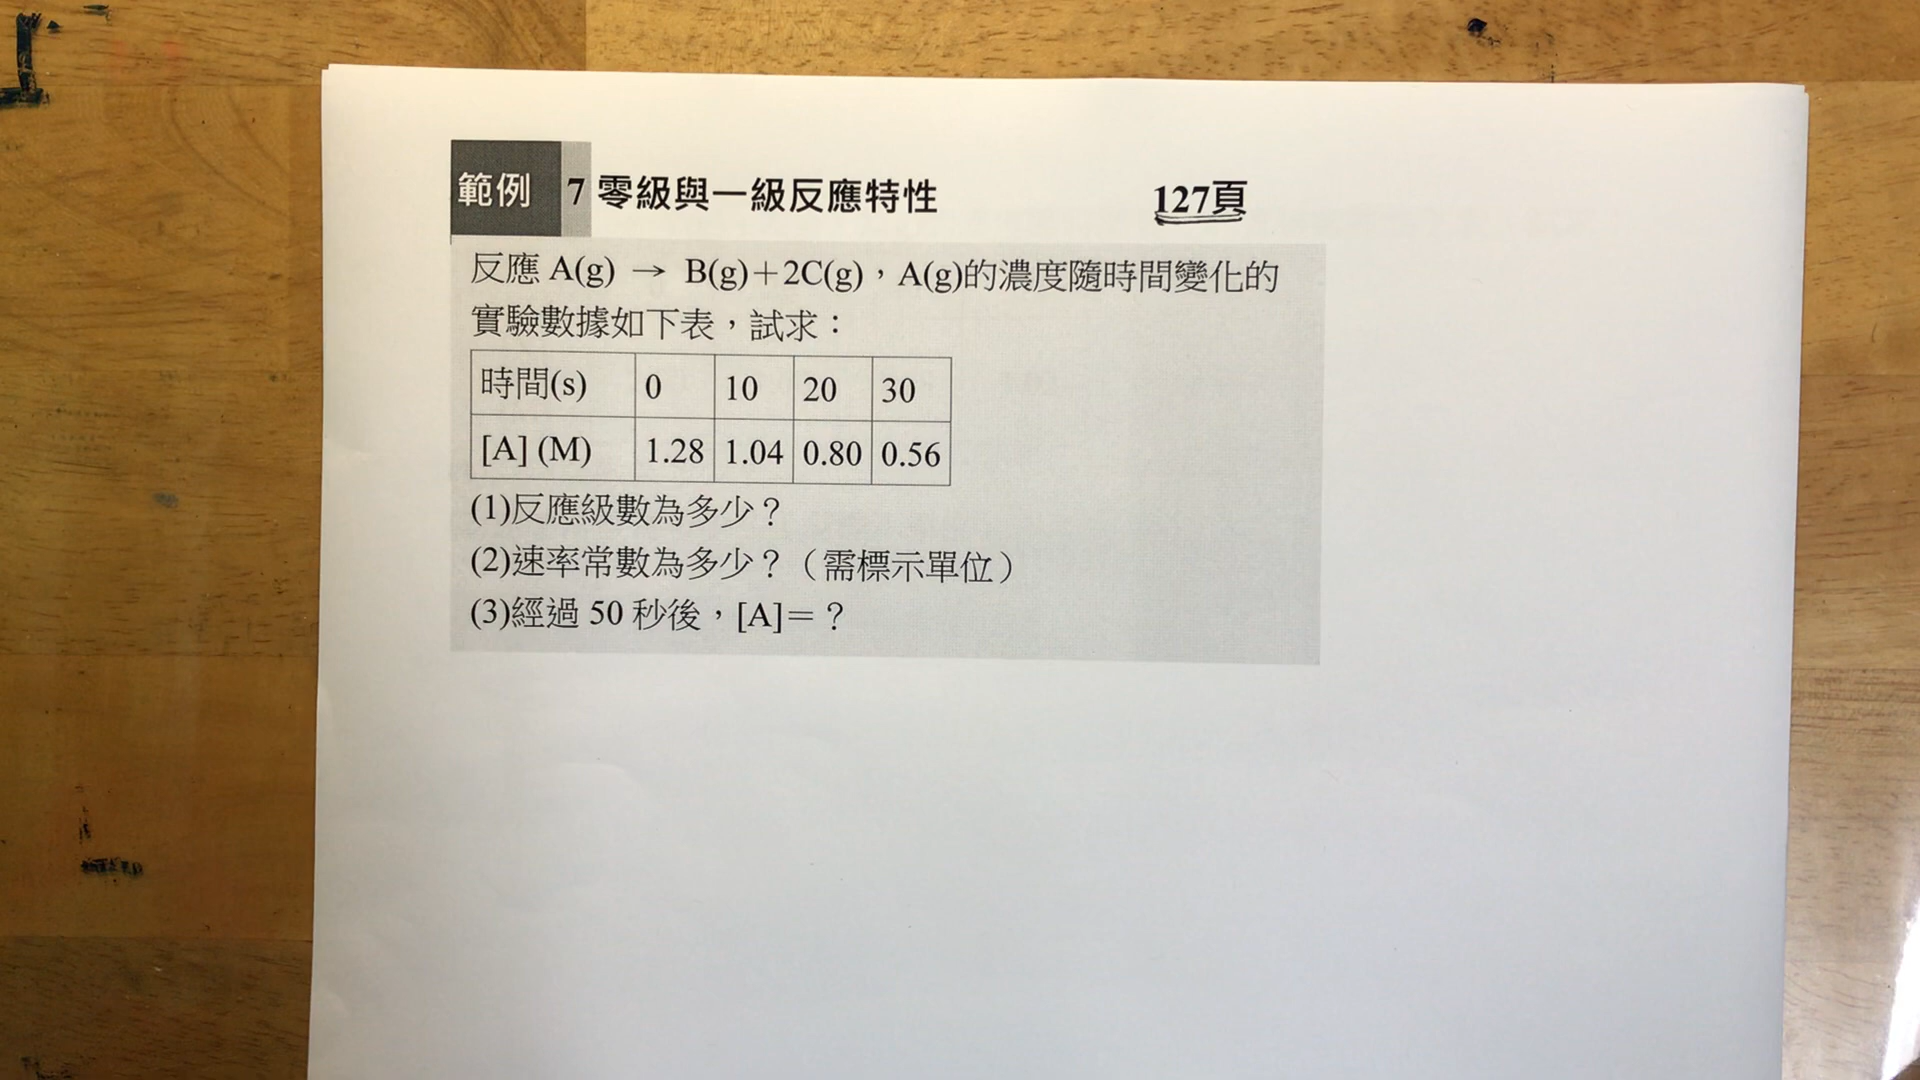 範例 7 零級與一級反應特性 127頁
反應 A(g) → B(g)+2C(g)，A(g)的濃度隨時間變化的
實驗數據如下表，試求：
時間(s) 0 10 20 30
[A] (M) 1.28 1.04 0.80 0.56
(1)反應級數為多少？
(2)速率常數為多少？（需標示單位）
(3)經過 50 秒後，[A]=？